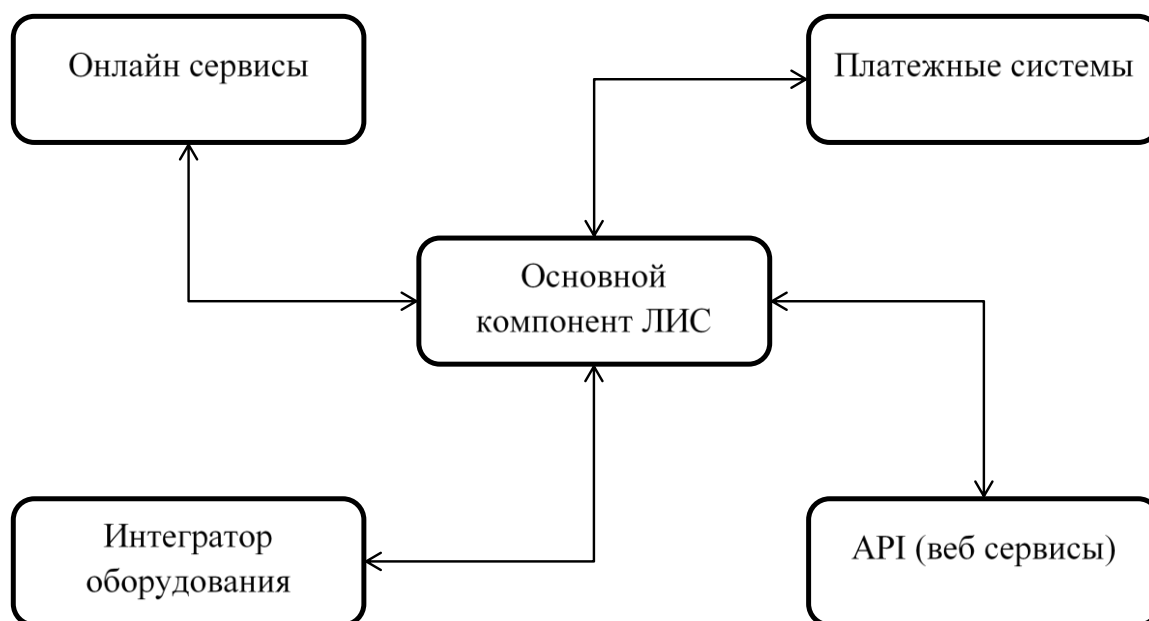 Онлайн сервисы
Платежные системы
Основной
компонент ЛИС
Интегратор
оборудования
API (веб сервисы)